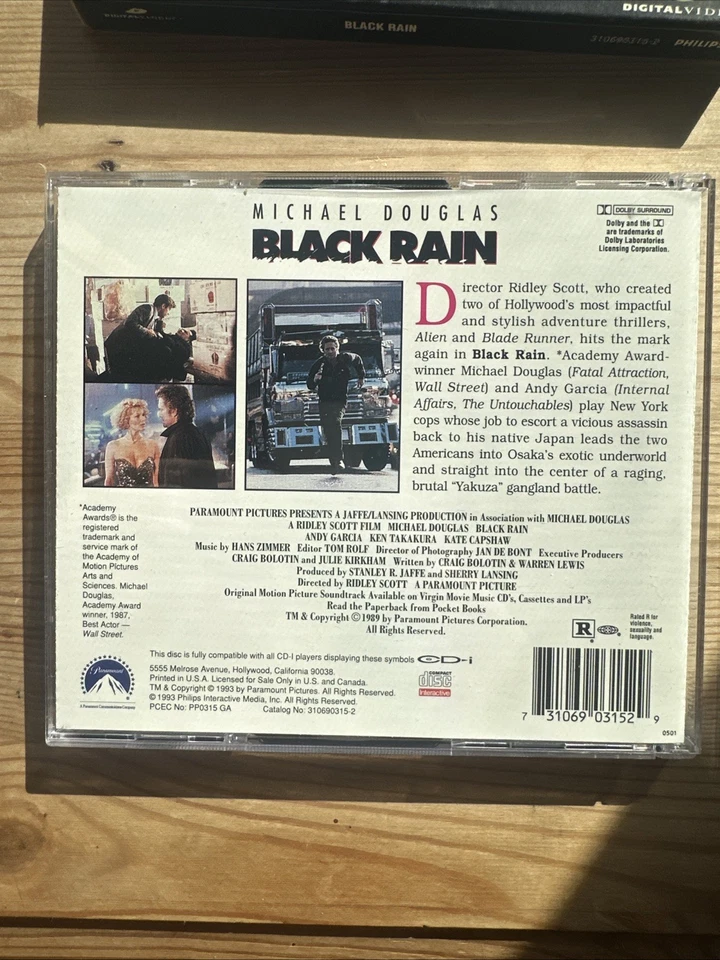 DIGITALVID
BLACK RAIN
310690315-2
PHILIPS
MICHAEL DOUGLAS
BLACK RAIN
DOLBY SURROUND
Dolby and the
are trademarks of
Dolby Laboratories
Licensing Corporation.
Director Ridley Scott, who created
two of Hollywood's most impactful
and stylish adventure thrillers,
Alien and Blade Runner, hits the mark
again in Black Rain. *Academy Award-
winner Michael Douglas (Fatal Attraction,
Wall Street) and Andy Garcia (Internal
Affairs, The Untouchables) play New York
cops whose job to escort a vicious assassin
back to his native Japan leads the two
Americans into Osaka's exotic underworld
and straight into the center of a raging,
brutal "Yakuza" gangland battle.
*Academy
Awards® is the
registered
trademark and
service mark of
the Academy of
Motion Pictures
Arts and
Sciences. Michael
Douglas,
Academy Award
winner, 1987,
Best Actor —
Wall Street.
PARAMOUNT PICTURES PRESENTS A JAFFE/LANSING PRODUCTION in Association with MICHAEL DOUGLAS
A RIDLEY SCOTT FILM MICHAEL DOUGLAS BLACK RAIN
ANDY GARCIA KEN TAKAKURA KATE CAPSHAW
Music by HANS ZIMMER Editor TOM ROLF Director of Photography JAN DE BONT Executive Producers
CRAIG BOLOTIN and JULIE KIRKHAM Written by CRAIG BOLOTIN & WARREN LEWIS
Produced by STANLEY R. JAFFE and SHERRY LANSING
Directed by RIDLEY SCOTT A PARAMOUNT PICTURE
Original Motion Picture Soundtrack Available on Virgin Movie Music CD's, Cassettes and LP's
Read the Paperback from Pocket Books
TM & Copyright ©1989 by Paramount Pictures Corporation.
All Rights Reserved.
R
Rated R for
violence,
sexuality and
language.
This disc is fully compatible with all CD-I players displaying these symbols CD-i
COMPACT
disc
Interactive
Paramount
A Paramount Communications Company
5555 Melrose Avenue, Hollywood, California 90038.
Printed in U.S.A. Licensed for Sale Only in U.S. and Canada.
TM & Copyright © 1993 by Paramount Pictures. All Rights Reserved.
© 1993 Philips Interactive Media, Inc. All Rights Reserved.
PCEC No: PP0315 GA Catalog No: 310690315-2
7 31069 03152 9
0501